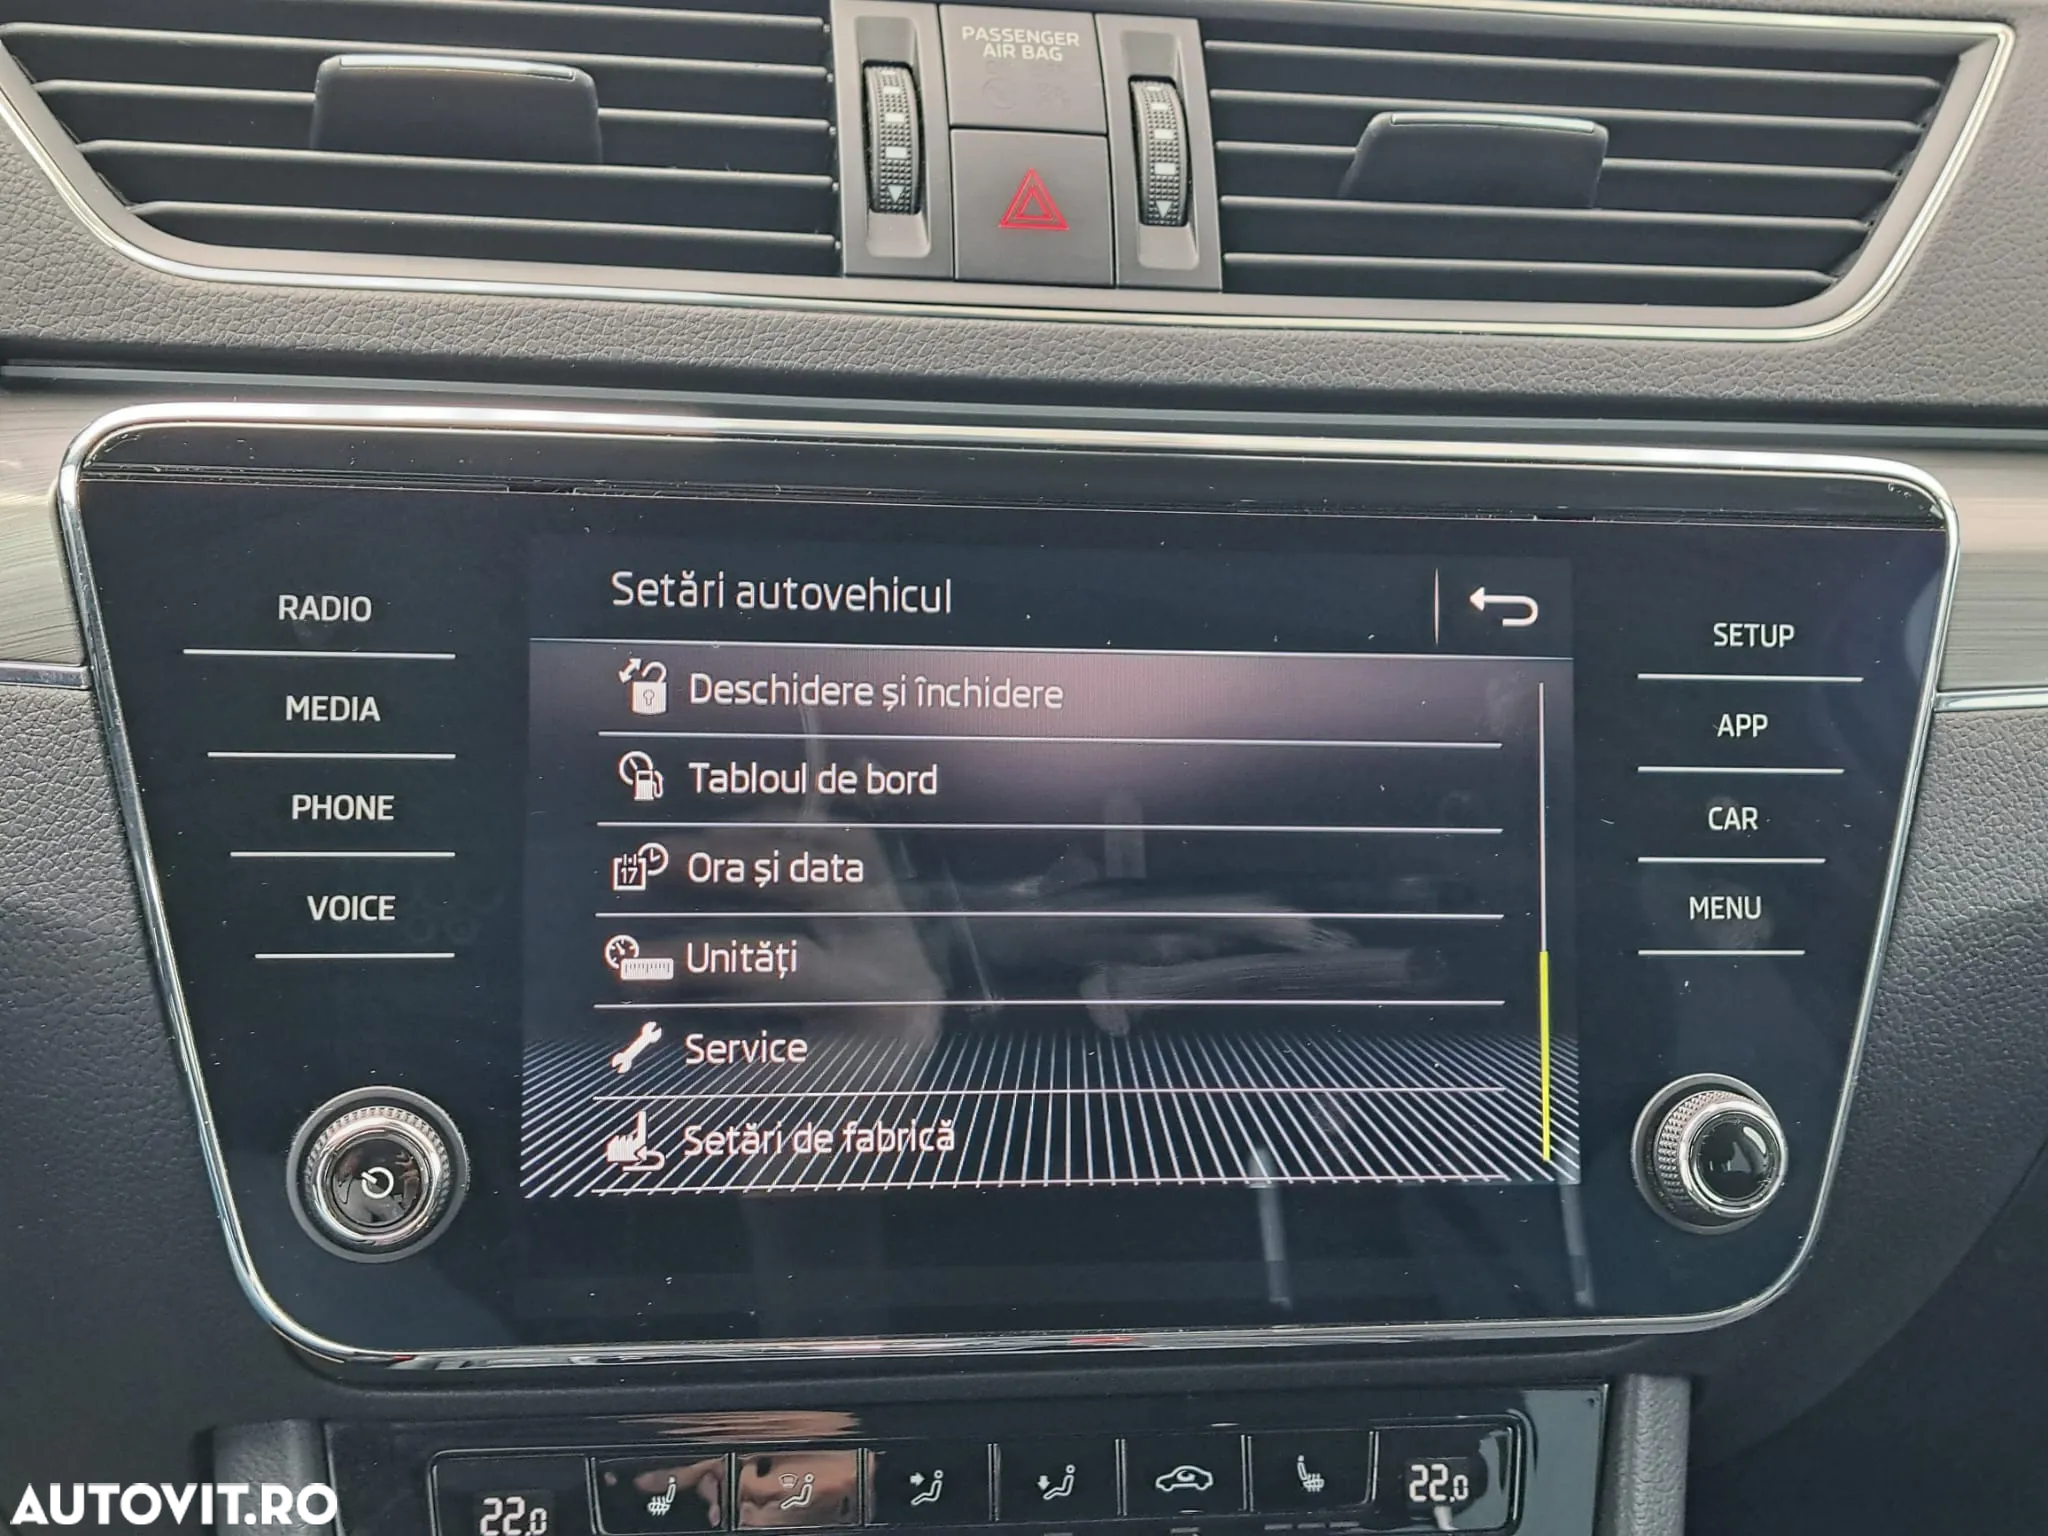 PASSENGER
AIR BAG
Setări autovehicul
RADIO
MEDIA
PHONE
VOICE
Deschidere și închidere
Tabloul de bord
17
Ora și data
Unități
Service
Setări de fabrică
SETUP
APP
CAR
MENU
22.0
22.0
AUTOVIT.RO